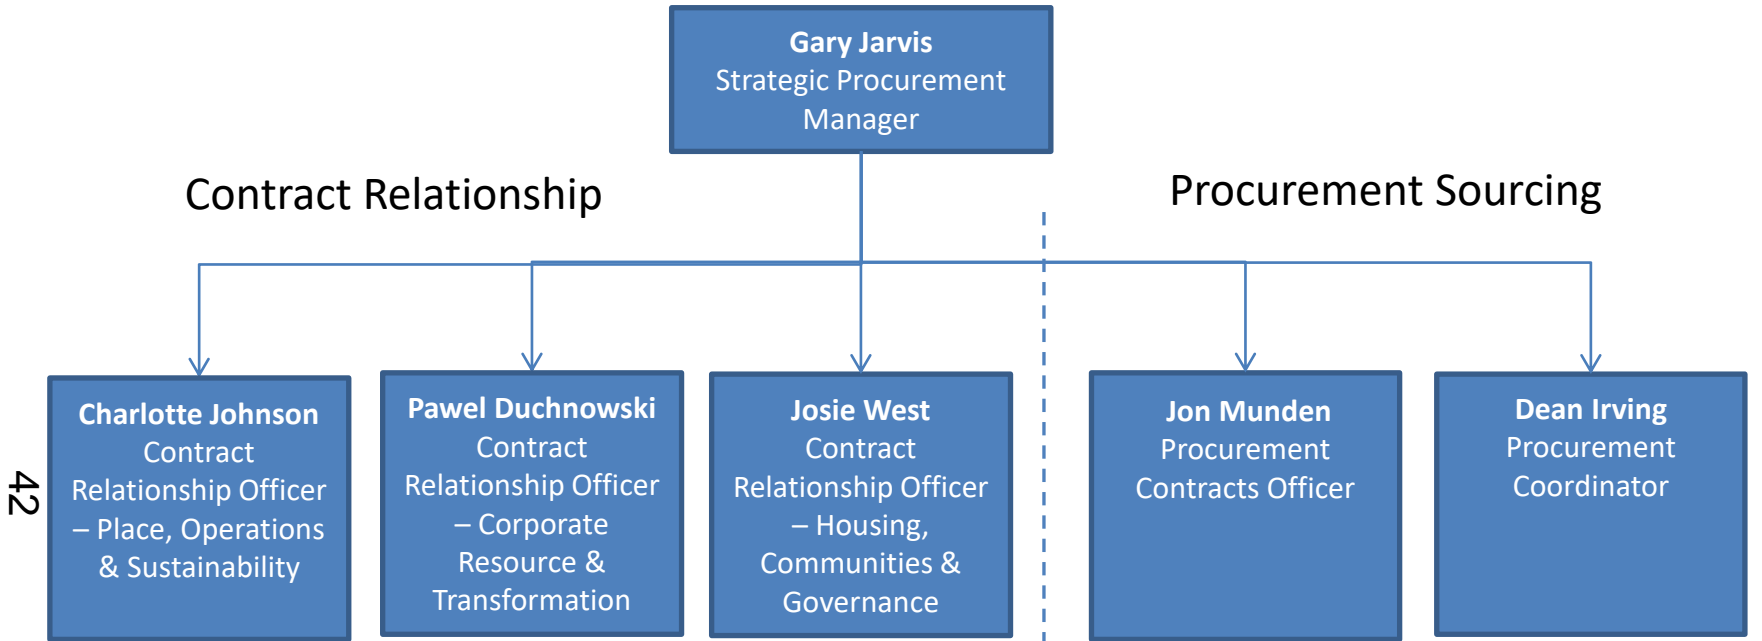 Gary Jarvis
Strategic Procurement
Manager
Contract Relationship
Procurement Sourcing
Charlotte Johnson
Contract
Relationship Officer
– Place, Operations
& Sustainability
Pawel Duchnowski
Contract
Relationship Officer
– Corporate
Resource &
Transformation
Josie West
Contract
Relationship Officer
– Housing,
Communities &
Governance
Jon Munden
Procurement
Contracts Officer
Dean Irving
Procurement
Coordinator
42